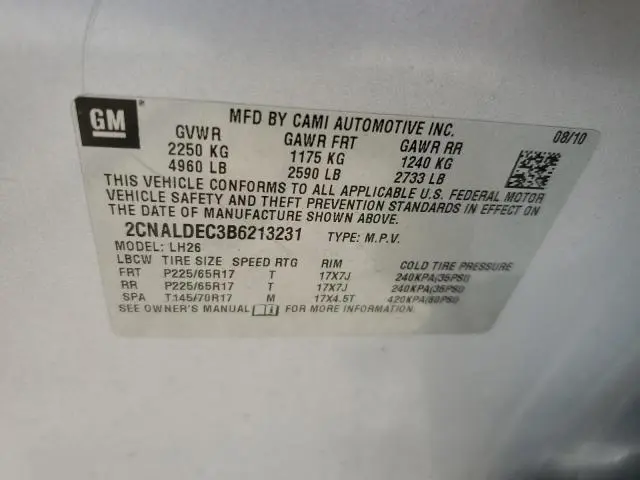 GM
MFD BY CAMI AUTOMOTIVE INC.
08/10
GVWR GAWR FRT GAWR RR
2250 KG 1175 KG 1240 KG
4960 LB 2590 LB 2733 LB
THIS VEHICLE CONFORMS TO ALL APPLICABLE U.S. FEDERAL MOTOR
VEHICLE SAFETY AND THEFT PREVENTION STANDARDS IN EFFECT ON
THE DATE OF MANUFACTURE SHOWN ABOVE.
2CNALDEC3B6213231 TYPE: M.P.V.
MODEL: LH26
LBCW TIRE SIZE SPEED RTG RIM COLD TIRE PRESSURE
FRT P225/65R17 T 17X7J 240KPA(35PSI)
RR P225/65R17 T 17X7J 240KPA(35PSI)
SPA T145/70R17 M 17X4.5T 420KPA(60PSI)
SEE OWNER'S MANUAL FOR MORE INFORMATION